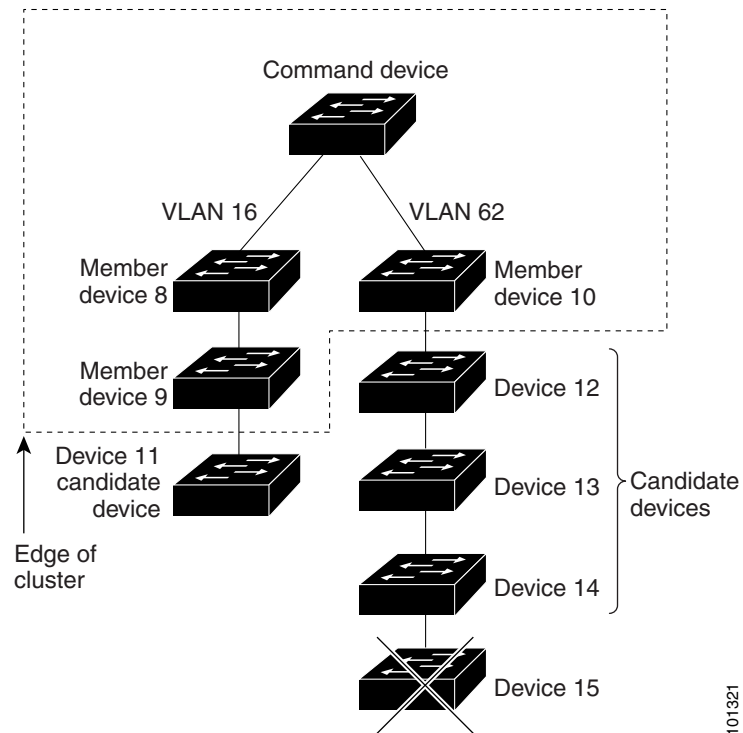 Command device
VLAN 16
VLAN 62
Member
device 8
Member
device 10
Member
device 9
Device 12
Device 11
candidate
device
Device 13
Candidate
devices
Edge of
cluster
Device 14
Device 15
101321